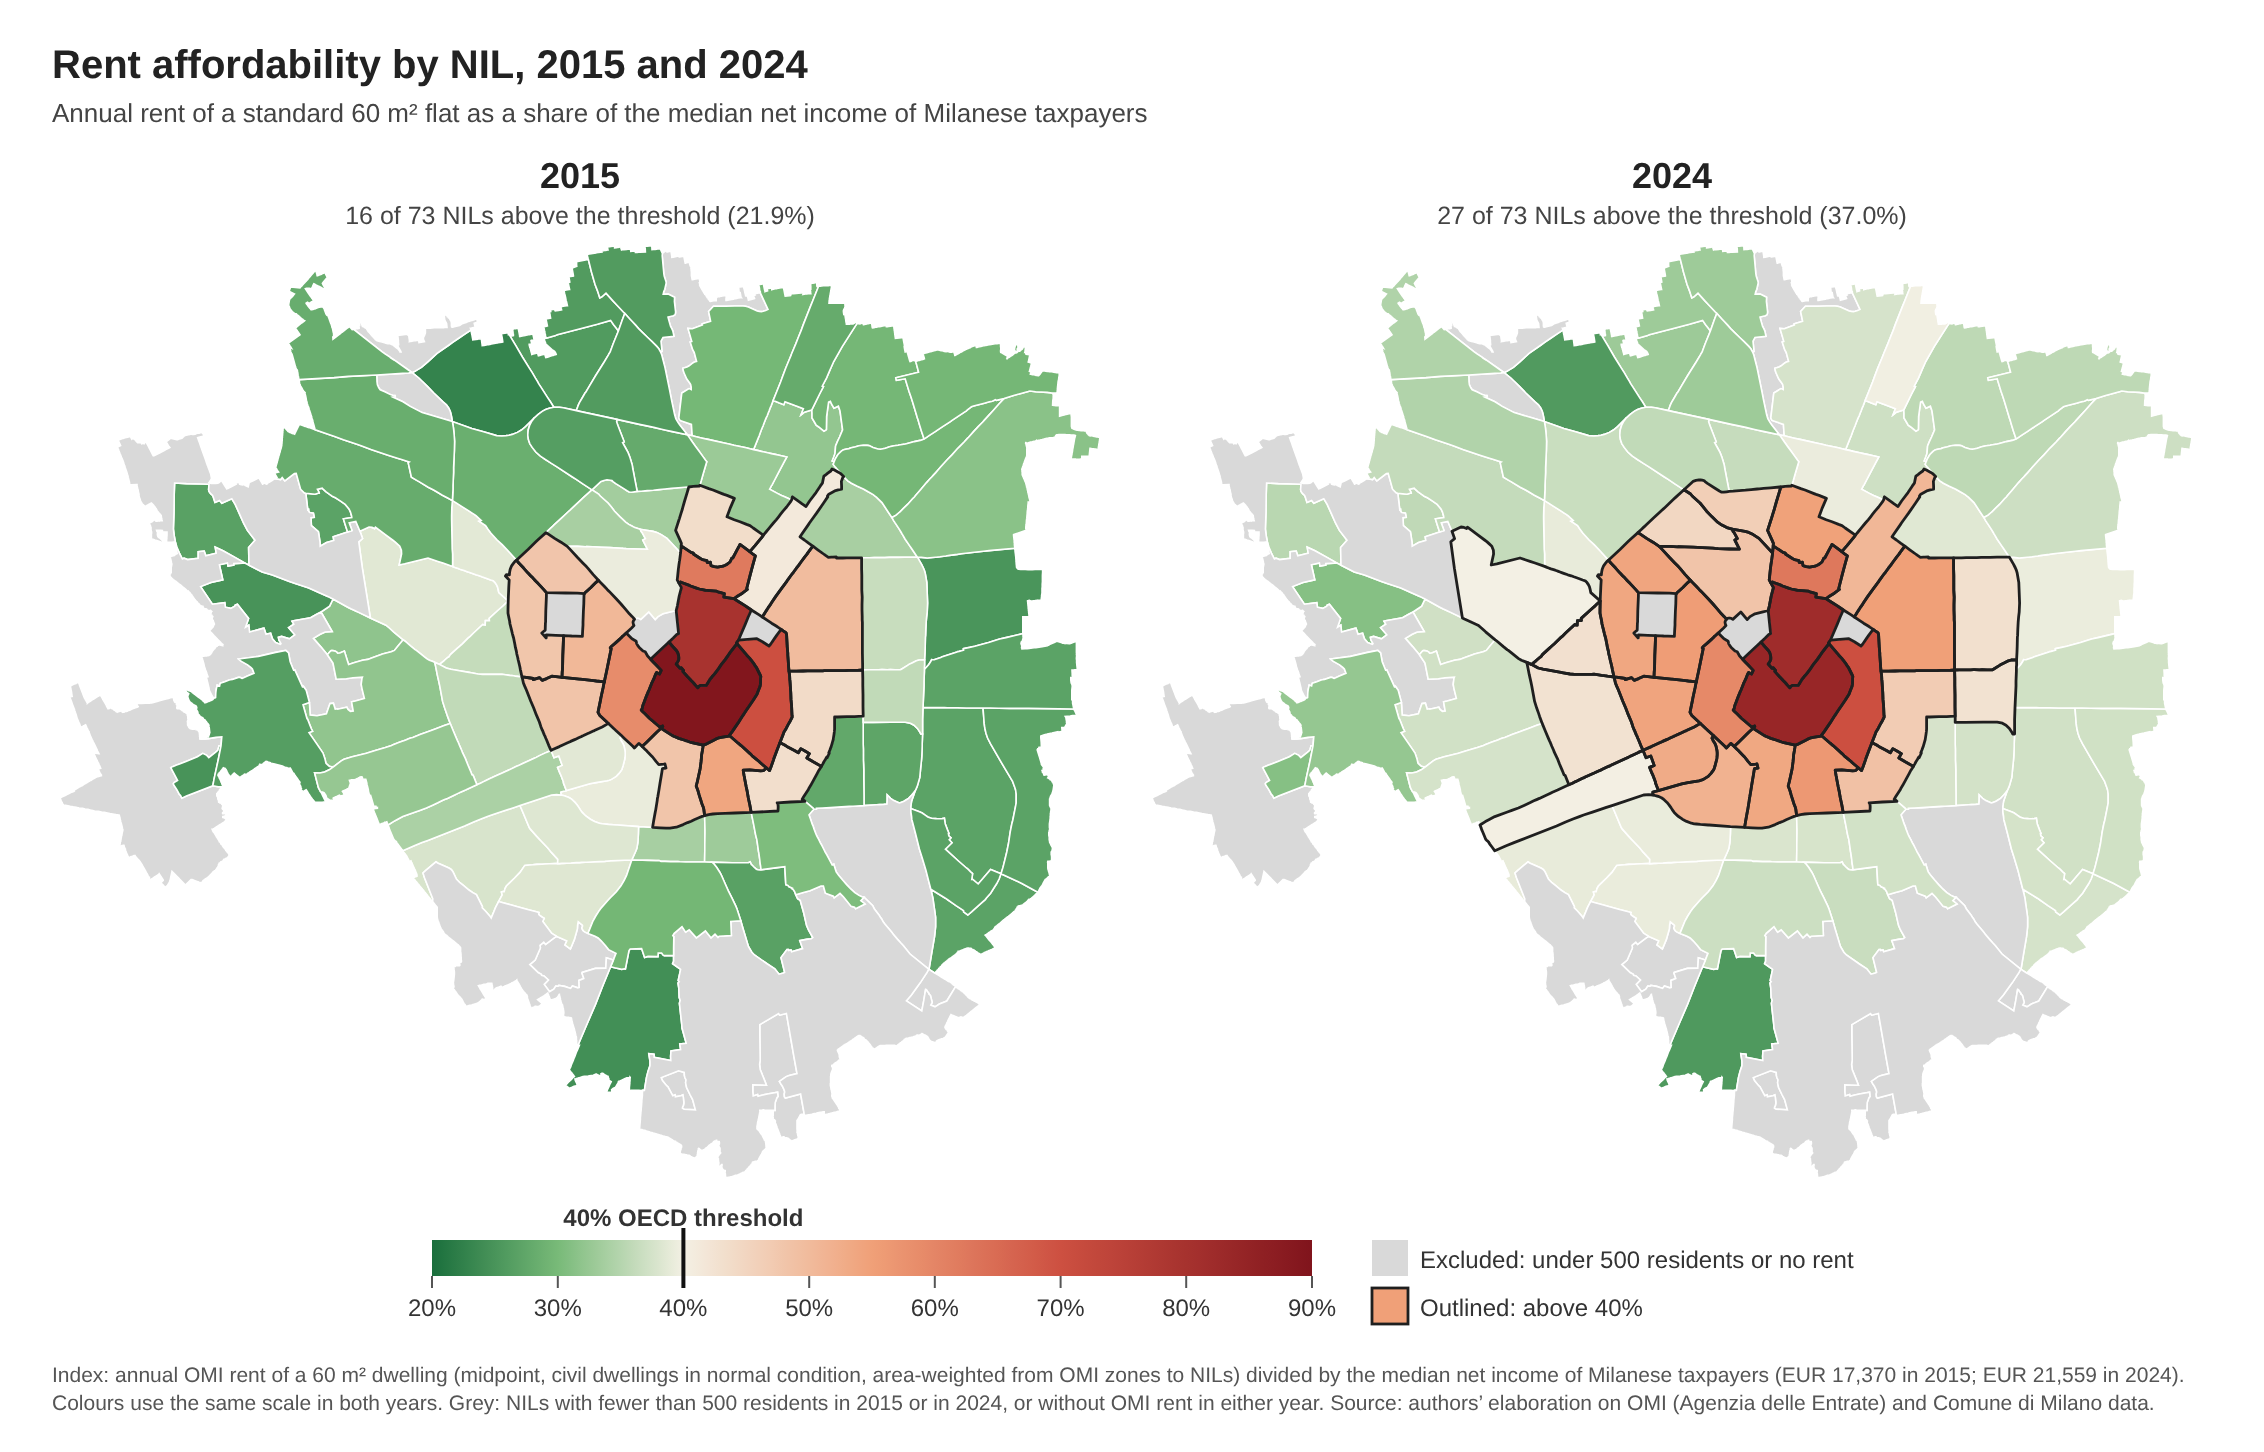 Rent affordability by NIL, 2015 and 2024
Annual rent of a standard 60 m² flat as a share of the median net income of Milanese taxpayers
2015
16 of 73 NILs above the threshold (21.9%)
2024
27 of 73 NILs above the threshold (37.0%)
40% OECD threshold
20% 30% 40% 50% 60% 70% 80% 90%
Excluded: under 500 residents or no rent
Outlined: above 40%
Index: annual OMI rent of a 60 m² dwelling (midpoint, civil dwellings in normal condition, area-weighted from OMI zones to NILs) divided by the median net income of Milanese taxpayers (EUR 17,370 in 2015; EUR 21,559 in 2024).
Colours use the same scale in both years. Grey: NILs with fewer than 500 residents in 2015 or in 2024, or without OMI rent in either year. Source: authors’ elaboration on OMI (Agenzia delle Entrate) and Comune di Milano data.